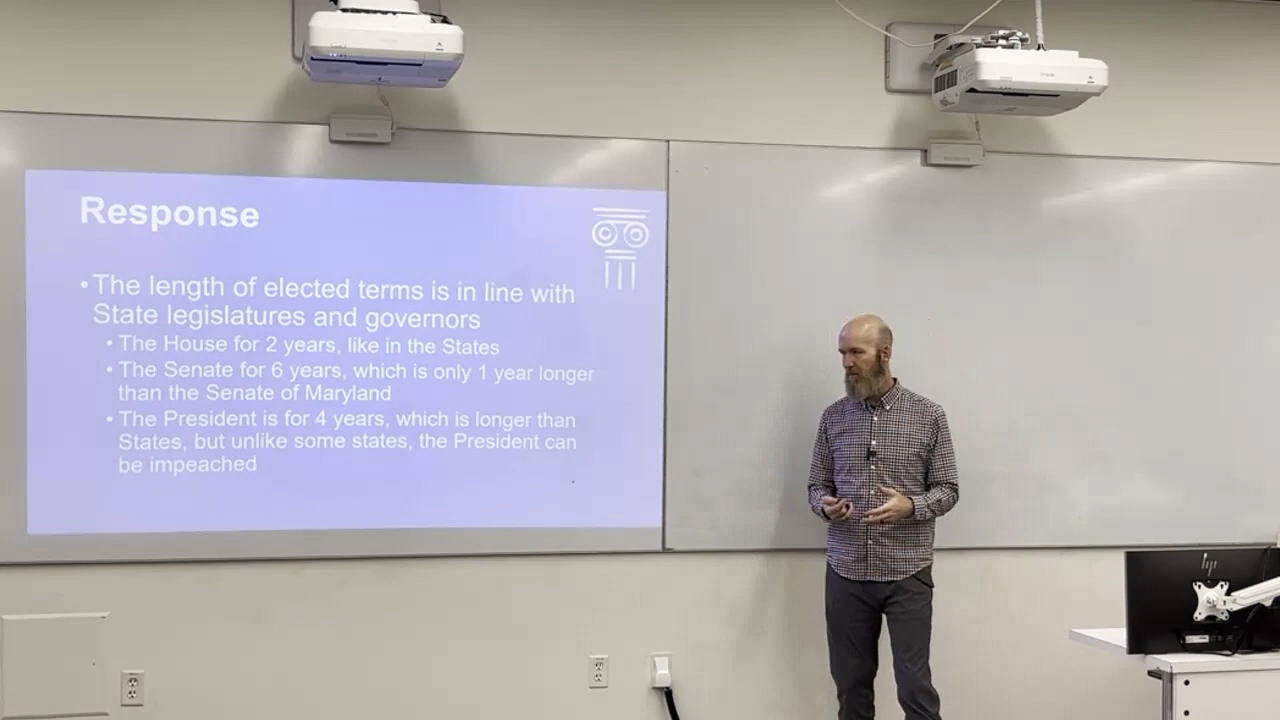 Response
• The length of elected terms is in line with
State legislatures and governors
• The House for 2 years, like in the States
• The Senate for 6 years, which is only 1 year longer
than the Senate of Maryland
• The President is for 4 years, which is longer than
States, but unlike some states, the President can
be impeached
EPSON
hp